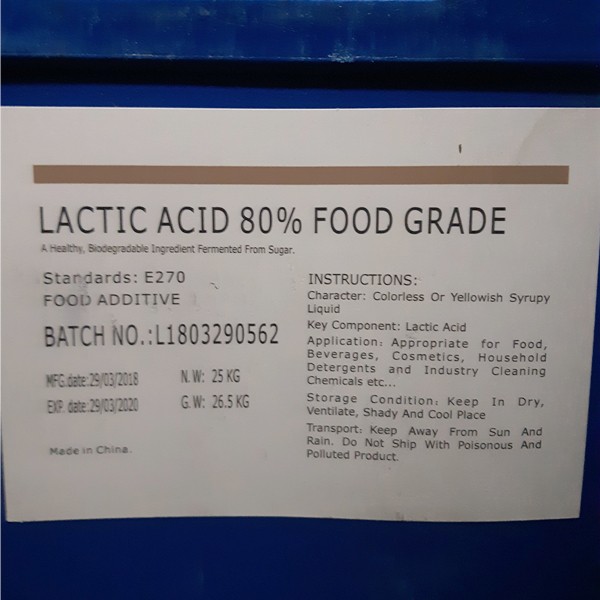 LACTIC ACID 80% FOOD GRADE
A Healthy, Biodegradable Ingredient Fermented From Sugar.
Standards: E270
FOOD ADDITIVE
BATCH NO.:L1803290562
MFG.date:29/03/2018 N.W: 25 KG
EXP. date:29/03/2020 G.W: 26.5 KG
Made in China.
INSTRUCTIONS:
Character: Colorless Or Yellowish Syrupy
Liquid
Key Component: Lactic Acid
Application: Appropriate for Food,
Beverages, Cosmetics, Household
Detergents and Industry Cleaning
Chemicals etc...
Storage Condition: Keep In Dry,
Ventilate, Shady And Cool Place
Transport: Keep Away From Sun And
Rain. Do Not Ship With Poisonous And
Polluted Product.